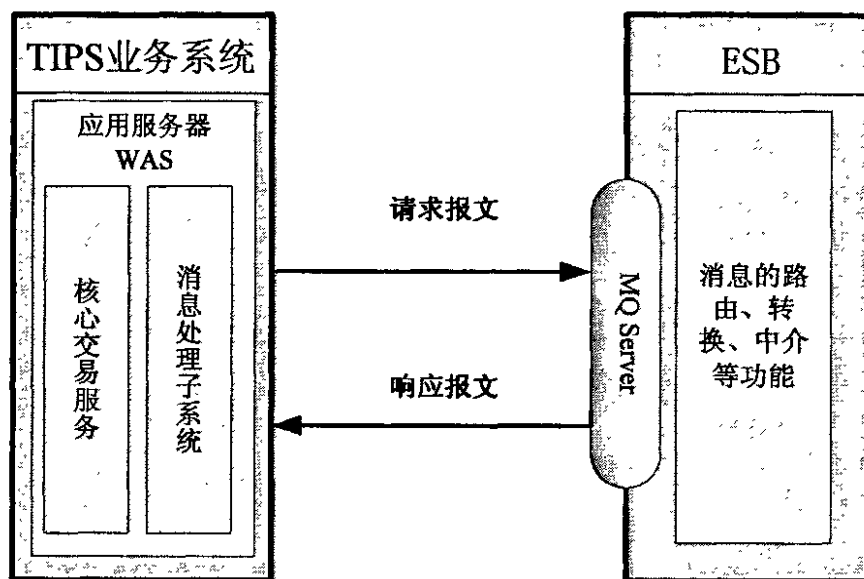 TIPS业务系统
应用服务器
WAS
核心交易服务
消息处理子系统
请求报文
响应报文
ESB
MQ Server
消息的路
由、转
换、中介
等功能